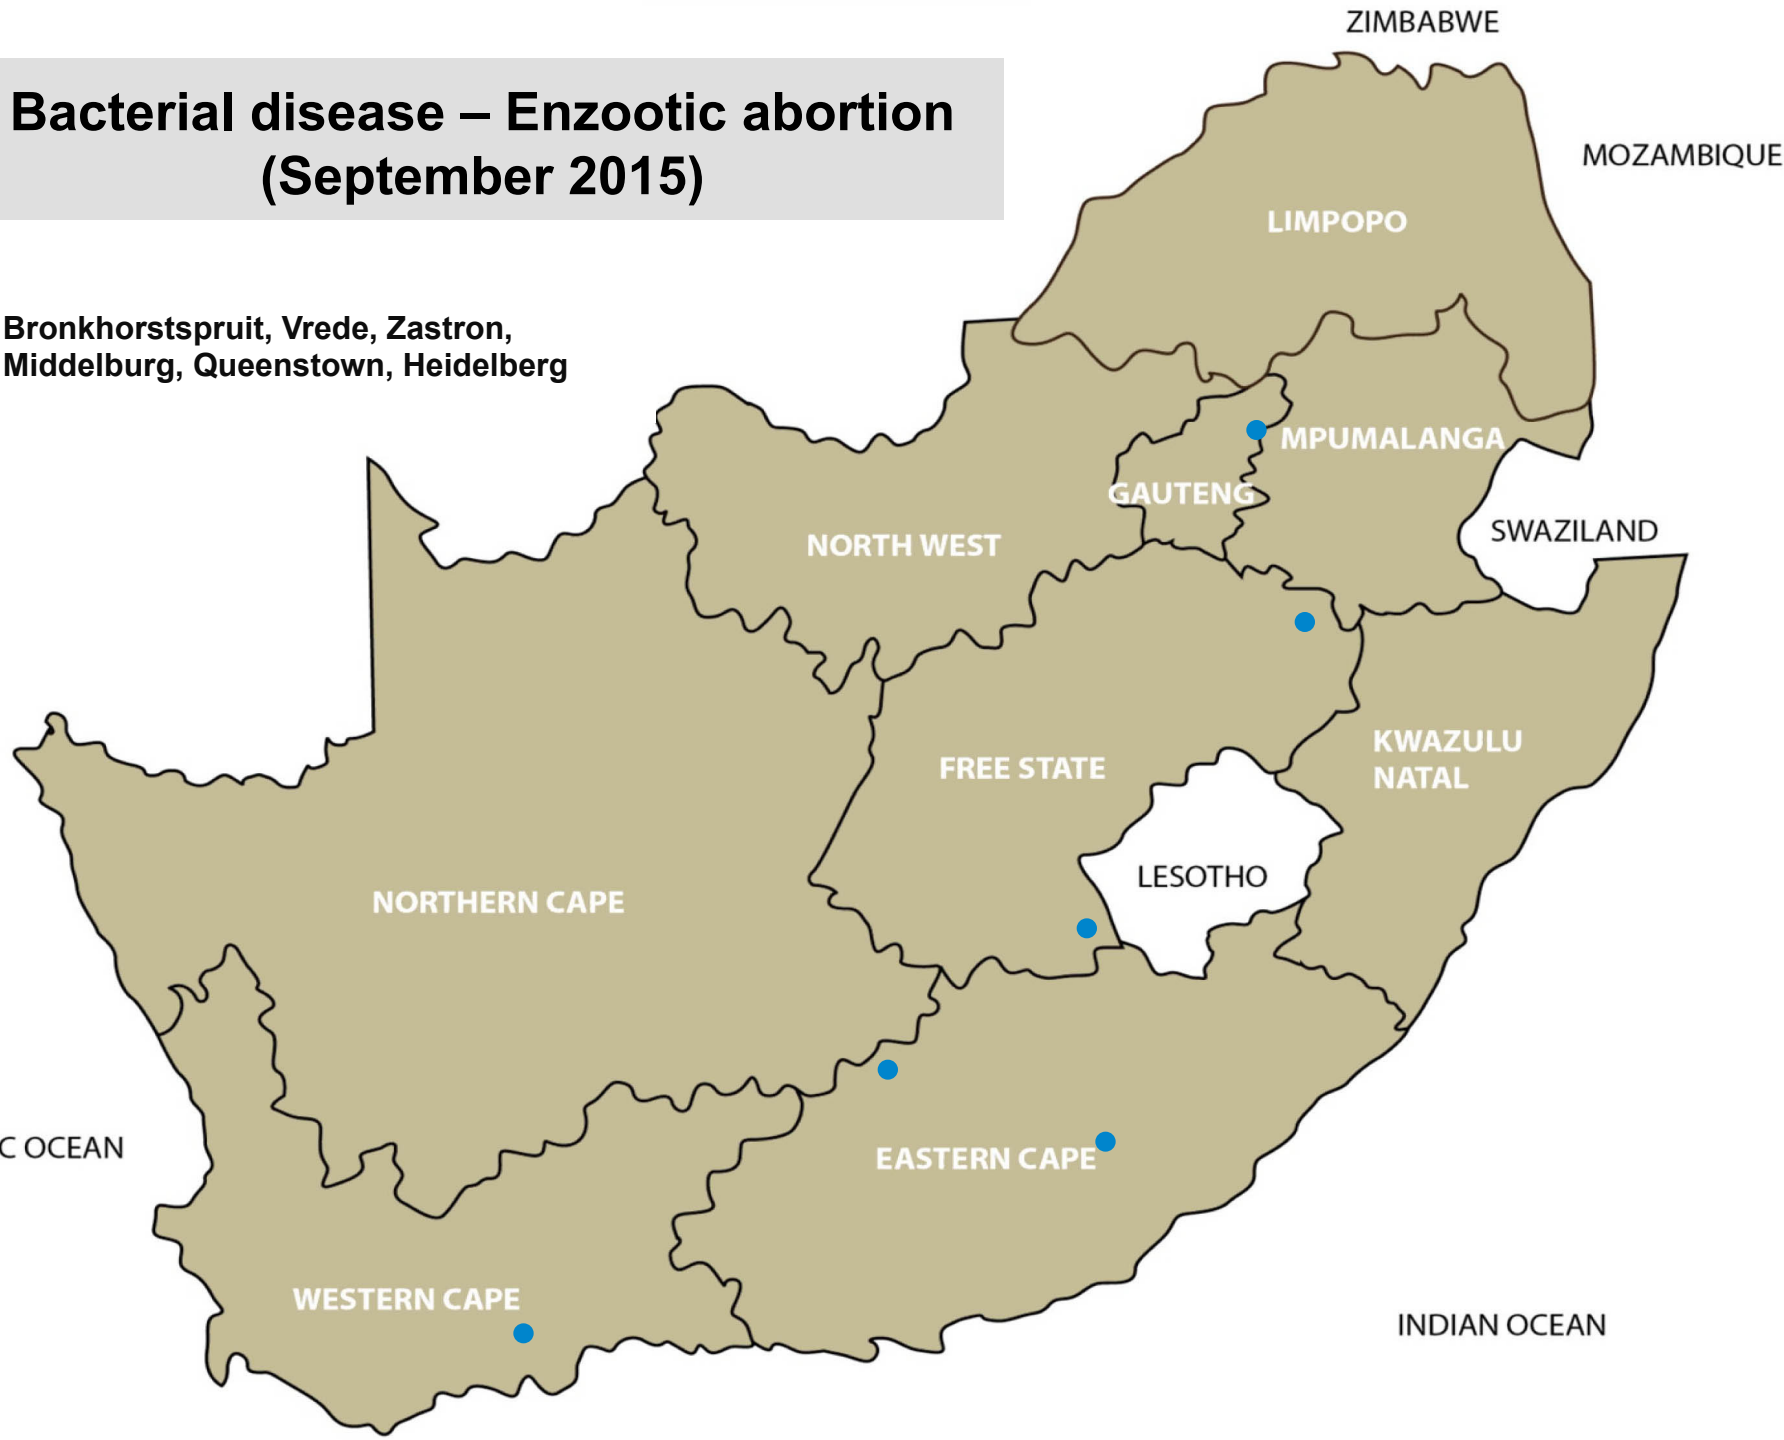 ZIMBABWE
Bacterial disease – Enzootic abortion
(September 2015)
MOZAMBIQUE
LIMPOPO
Bronkhorstspruit, Vrede, Zastron,
Middelburg, Queenstown, Heidelberg
MPUMALANGA
GAUTENG
SWAZILAND
NORTH WEST
KWAZULU
NATAL
FREE STATE
LESOTHO
NORTHERN CAPE
C OCEAN
EASTERN CAPE
WESTERN CAPE
INDIAN OCEAN